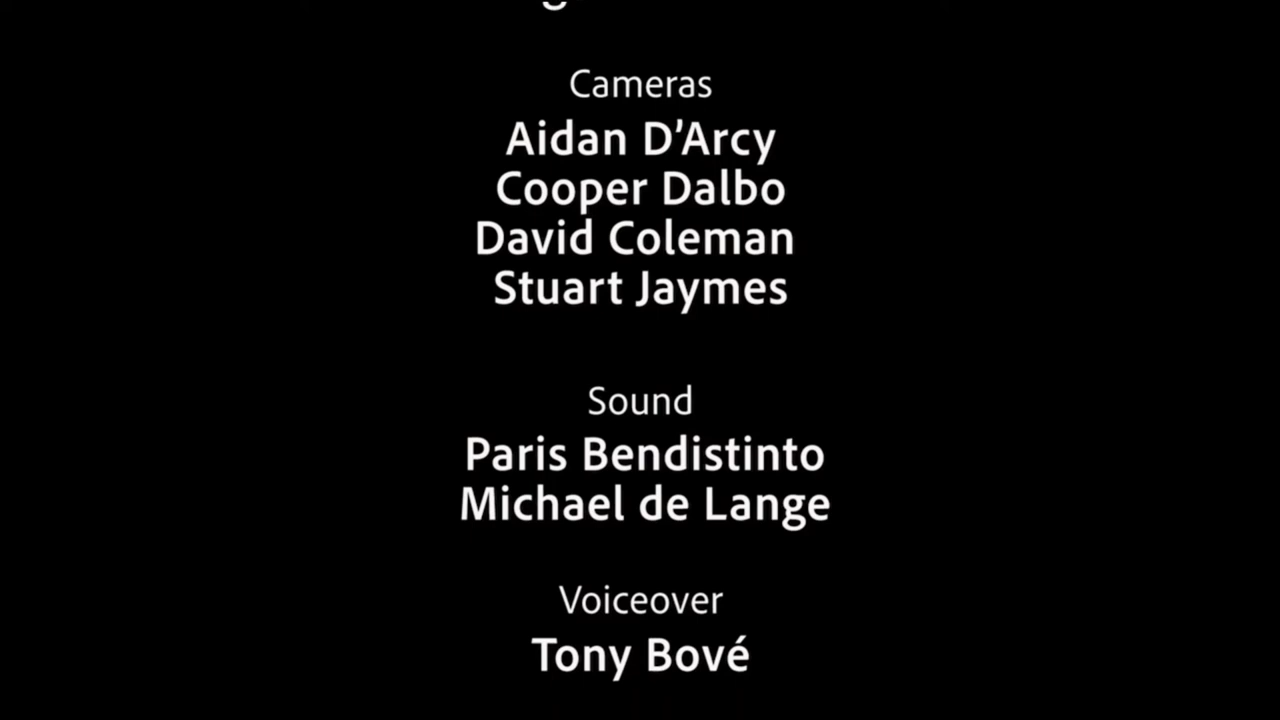 Cameras
Aidan D’Arcy
Cooper Dalbo
David Coleman
Stuart Jaymes
Sound
Paris Bendistinto
Michael de Lange
Voiceover
Tony Bové